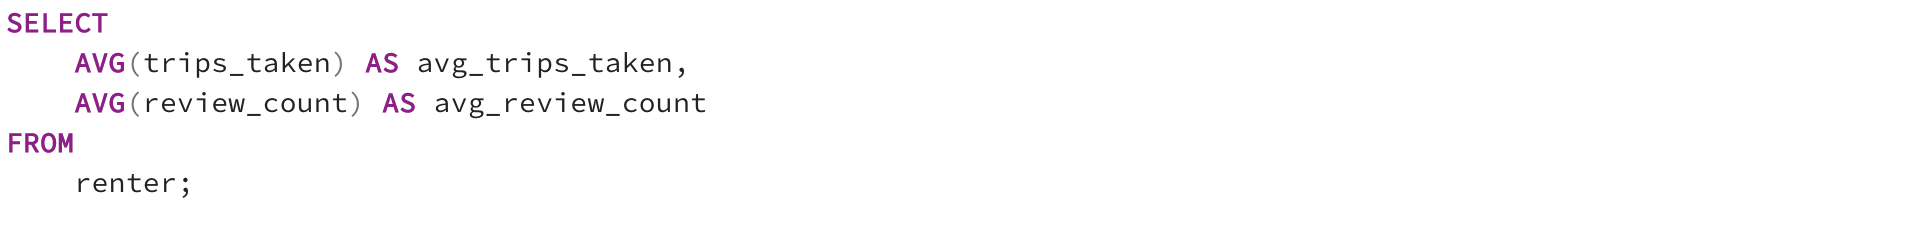 SELECT
    AVG(trips_taken) AS avg_trips_taken,
    AVG(review_count) AS avg_review_count
FROM
    renter;